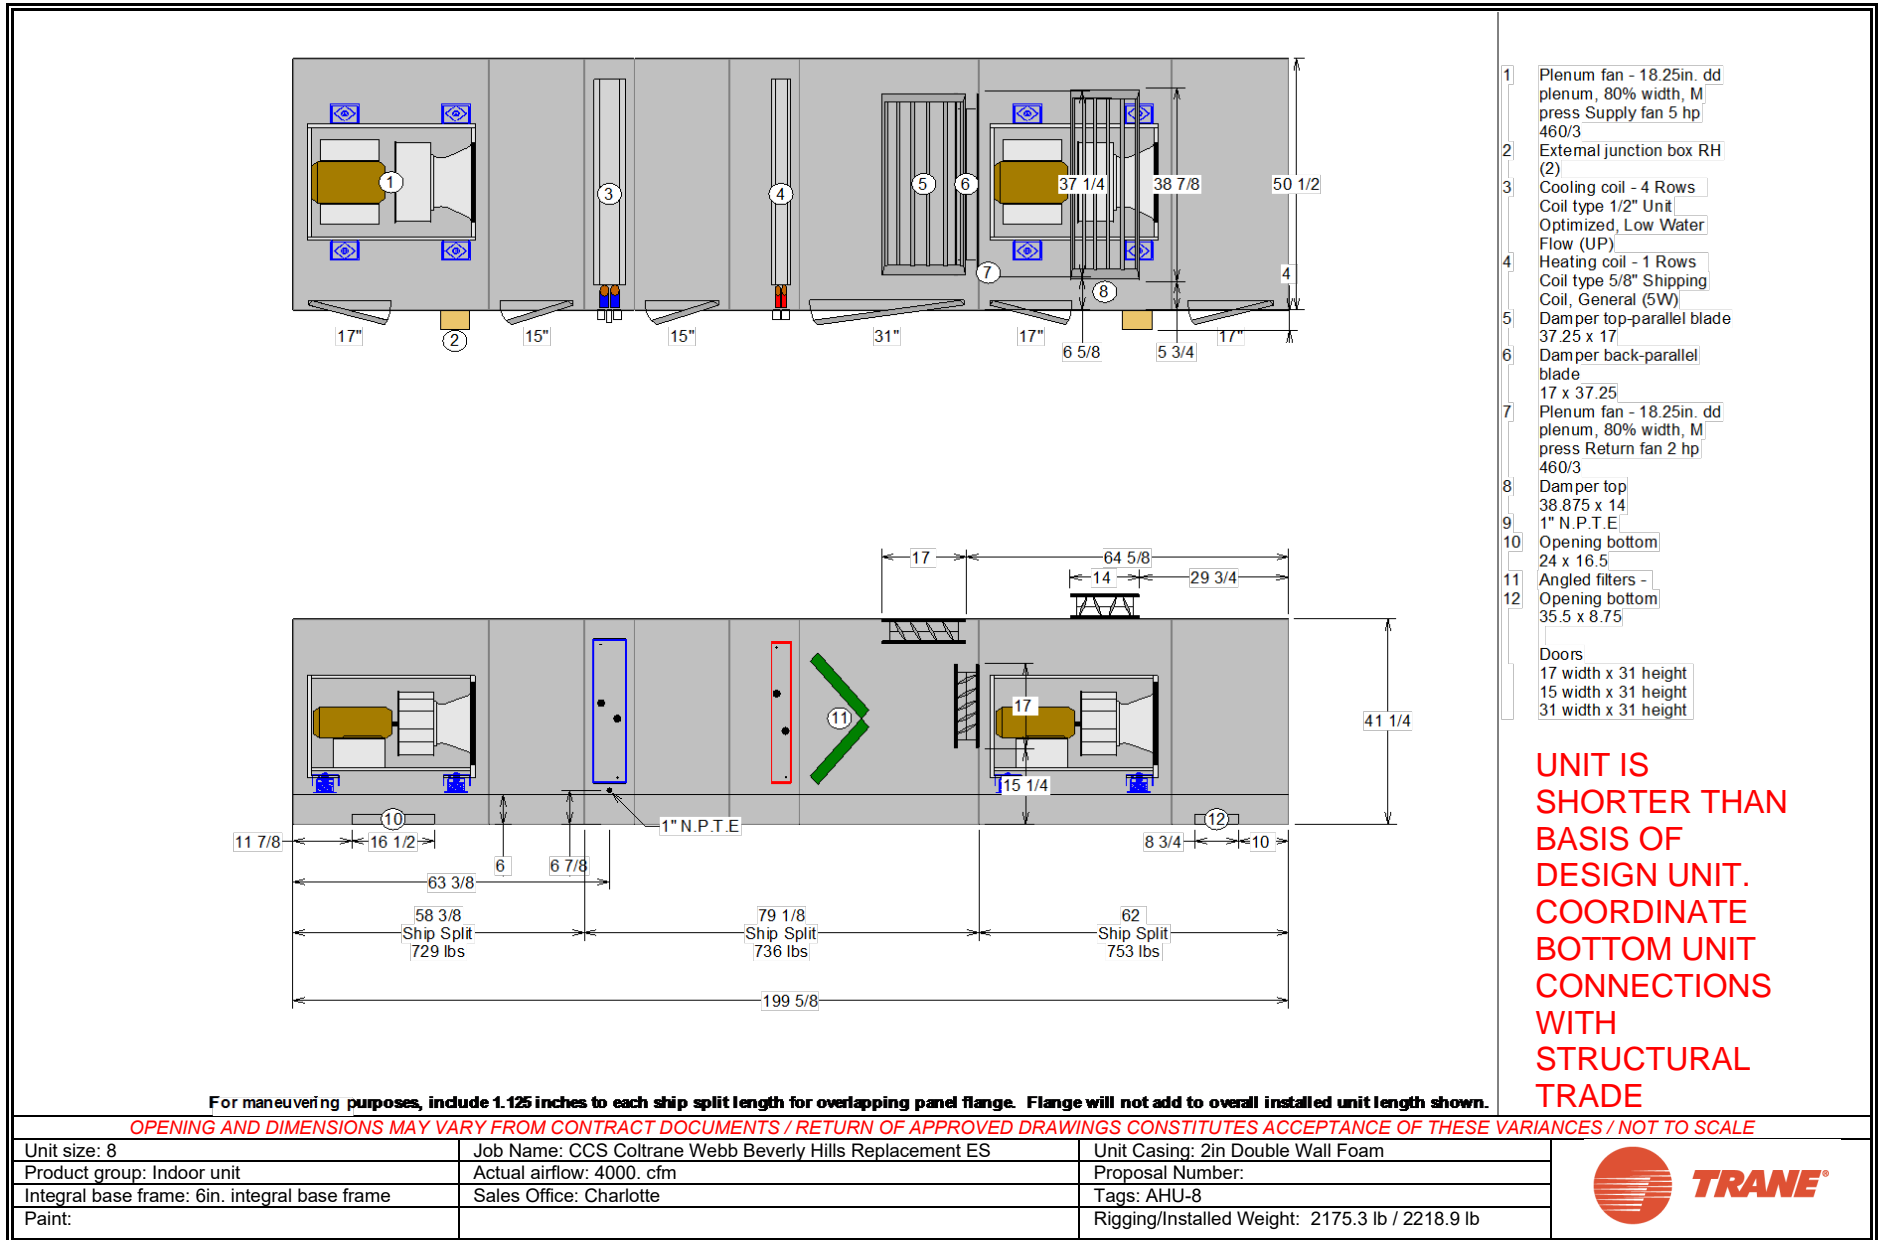 1
3
4
5
6
37 1/4
38 7/8
50 1/2
7
8
4
17"
2
15"
15"
31"
17"
17"
6 5/8
5 3/4
1 Plenum fan - 18.25in. dd
plenum, 80% width, M
press Supply fan 5 hp
460/3
2 External junction box RH
(2)
3 Cooling coil - 4 Rows
Coil type 1/2" Unit
Optimized, Low Water
Flow (UP)
4 Heating coil - 1 Rows
Coil type 5/8" Shipping
Coil, General (5W)
5 Damper top-parallel blade
37.25 x 17
6 Damper back-parallel
blade
17 x 37.25
7 Plenum fan - 18.25in. dd
plenum, 80% width, M
press Return fan 2 hp
460/3
8 Damper top
38.875 x 14
9 1" N.P.T.E
10 Opening bottom
24 x 16.5
11 Angled filters -
12 Opening bottom
35.5 x 8.75
Doors
17 width x 31 height
15 width x 31 height
31 width x 31 height
17
64 5/8
14
29 3/4
11
17
41 1/4
15 1/4
10
12
1" N.P.T.E
11 7/8
16 1/2
8 3/4
10
6
6 7/8
63 3/8
58 3/8
Ship Split
729 lbs
79 1/8
Ship Split
736 lbs
62
Ship Split
753 lbs
199 5/8
UNIT IS
SHORTER THAN
BASIS OF
DESIGN UNIT.
COORDINATE
BOTTOM UNIT
CONNECTIONS
WITH
STRUCTURAL
TRADE
For maneuvering purposes, include 1.125 inches to each ship split length for overlapping panel flange. Flange will not add to overall installed unit length shown.
OPENING AND DIMENSIONS MAY VARY FROM CONTRACT DOCUMENTS / RETURN OF APPROVED DRAWINGS CONSTITUTES ACCEPTANCE OF THESE VARIANCES / NOT TO SCALE
Unit size: 8
Job Name: CCS Coltrane Webb Beverly Hills Replacement ES
Unit Casing: 2in Double Wall Foam
Product group: Indoor unit
Actual airflow: 4000. cfm
Proposal Number:
Integral base frame: 6in. integral base frame
Sales Office: Charlotte
Tags: AHU-8
Paint:
Rigging/Installed Weight: 2175.3 lb / 2218.9 lb
TRANE®